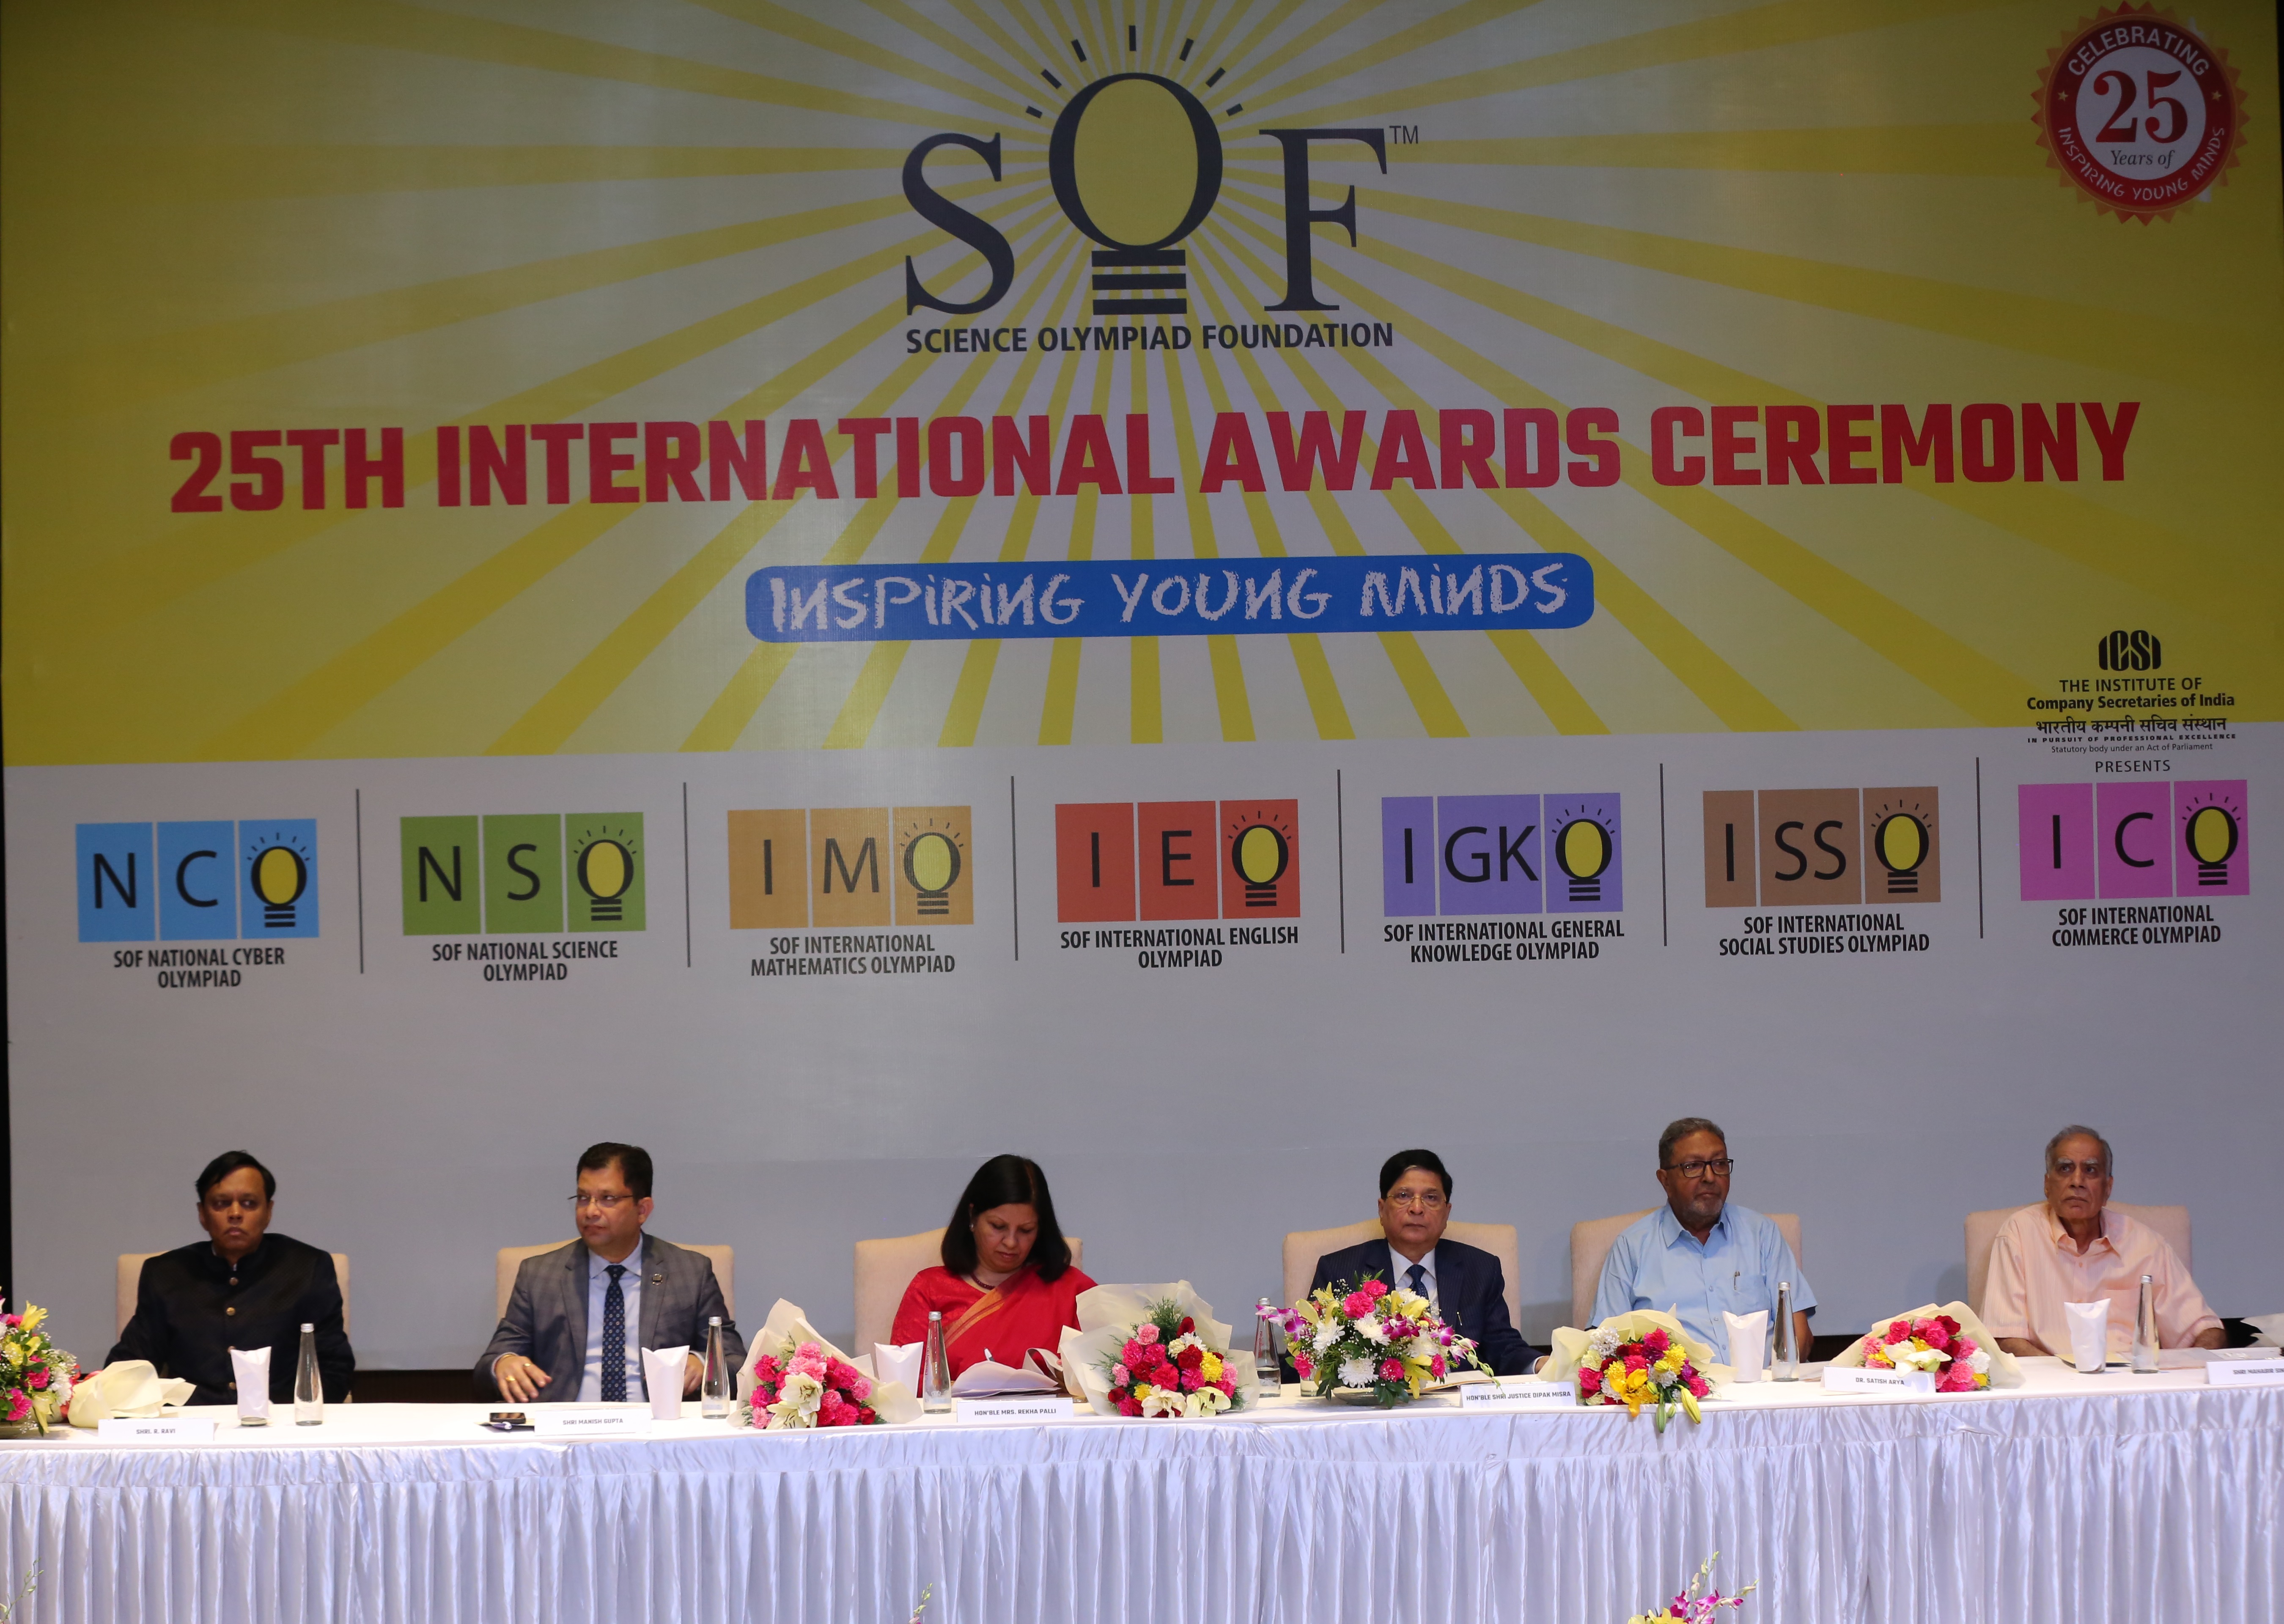 CELEBRATING
25
Years of
INSPIRING YOUNG MINDS
SOF™
SCIENCE OLYMPIAD FOUNDATION
25TH INTERNATIONAL AWARDS CEREMONY
INSPIRING YOUNG MINDS
ICSI
THE INSTITUTE OF
Company Secretaries of India
भारतीय कम्पनी सचिव संस्थान
IN PURSUIT OF PROFESSIONAL EXCELLENCE
Statutory body under an Act of Parliament
PRESENTS
NCO
SOF NATIONAL CYBER
OLYMPIAD
NSO
SOF NATIONAL SCIENCE
OLYMPIAD
IMO
SOF INTERNATIONAL
MATHEMATICS OLYMPIAD
IEO
SOF INTERNATIONAL ENGLISH
OLYMPIAD
IGKO
SOF INTERNATIONAL GENERAL
KNOWLEDGE OLYMPIAD
ISSO
SOF INTERNATIONAL
SOCIAL STUDIES OLYMPIAD
ICO
SOF INTERNATIONAL
COMMERCE OLYMPIAD
SHRI. R. RAVI
SHRI MANISH GUPTA
HON'BLE MRS. REKHA PALLI
HON'BLE SHRI JUSTICE DIPAK MISRA
DR. SATISH ARYA
SHRI MAHABIR